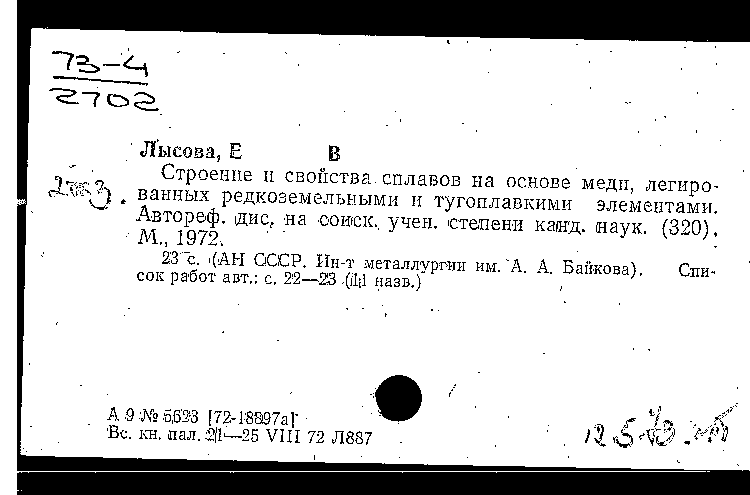 73-4
2702
Лысова, Е В
Строение и свойства сплавов на основе меди, легиро-
ванных редкоземельными и тугоплавкими элементами.
Автореф. дис. на соиск. учен. степени канд. наук. (320).
М., 1972.
23 с. (АН СССР. Ин-т металлургии им. А. А. Байкова). Спи-
сок работ авт.: с. 22—23 (11 назв.)
А 9 № 5623 [72-18897а]
Вс. кн. пал. 21—25 VIII 72 Л887